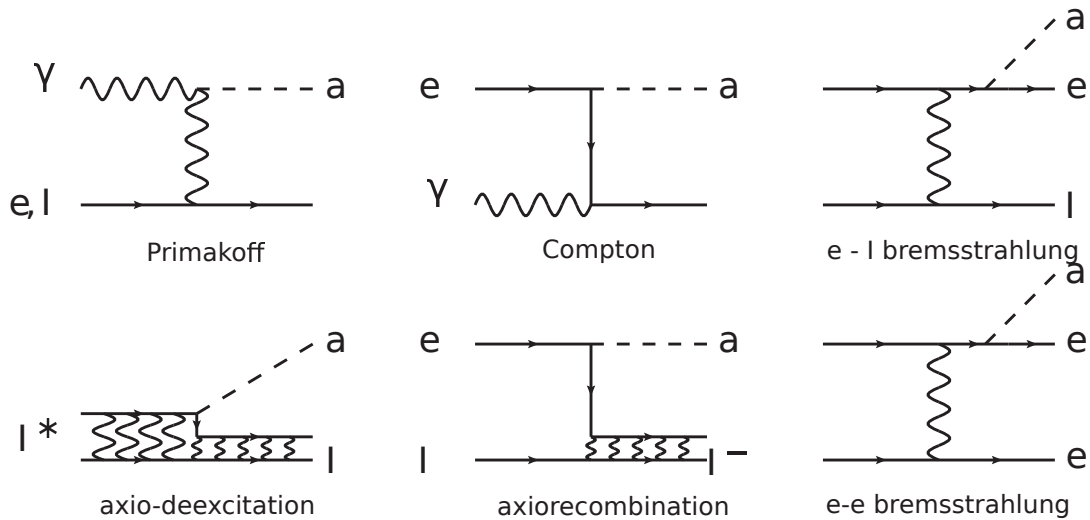 γ a
e, I
Primakoff
e a
γ
Compton
a
e
I
e - I bremsstrahlung
I* a
I
axio-deexcitation
e a
I I−
axiorecombination
a
e
e
e-e bremsstrahlung